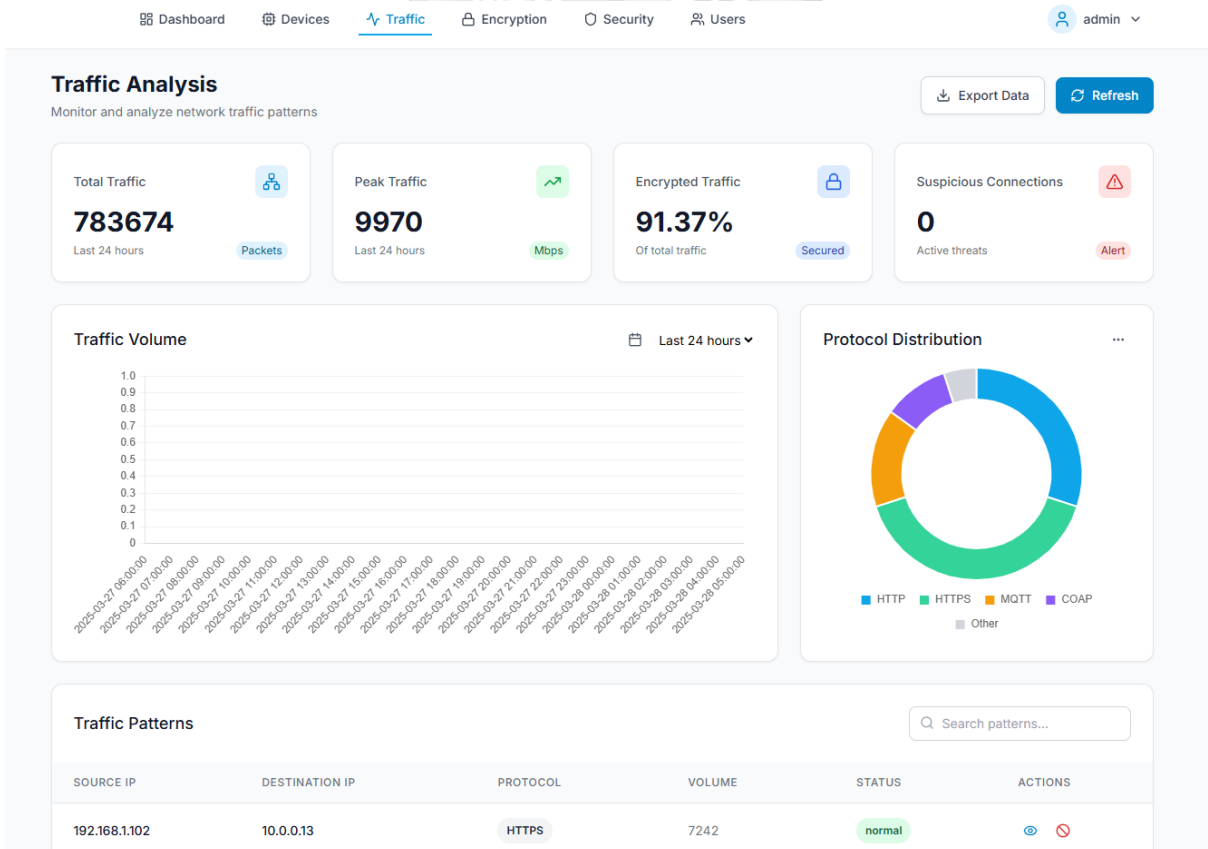 Dashboard Devices Traffic Encryption Security Users admin
Traffic Analysis
Monitor and analyze network traffic patterns
Export Data Refresh
Total Traffic
783674
Last 24 hours Packets
Peak Traffic
9970
Last 24 hours Mbps
Encrypted Traffic
91.37%
Of total traffic Secured
Suspicious Connections
0
Active threats Alert
Traffic Volume
Last 24 hours
1.0
0.9
0.8
0.7
0.6
0.5
0.4
0.3
0.2
0.1
0
2025-03-27 06:00:00
2025-03-27 07:00:00
2025-03-27 08:00:00
2025-03-27 09:00:00
2025-03-27 10:00:00
2025-03-27 11:00:00
2025-03-27 12:00:00
2025-03-27 13:00:00
2025-03-27 14:00:00
2025-03-27 15:00:00
2025-03-27 16:00:00
2025-03-27 17:00:00
2025-03-27 18:00:00
2025-03-27 19:00:00
2025-03-27 20:00:00
2025-03-27 21:00:00
2025-03-27 22:00:00
2025-03-27 23:00:00
2025-03-28 00:00:00
2025-03-28 01:00:00
2025-03-28 02:00:00
2025-03-28 03:00:00
2025-03-28 04:00:00
2025-03-28 05:00:00
Protocol Distribution
HTTP HTTPS MQTT COAP
Other
Traffic Patterns
Search patterns...
SOURCE IP DESTINATION IP PROTOCOL VOLUME STATUS ACTIONS
192.168.1.102 10.0.0.13 HTTPS 7242 normal